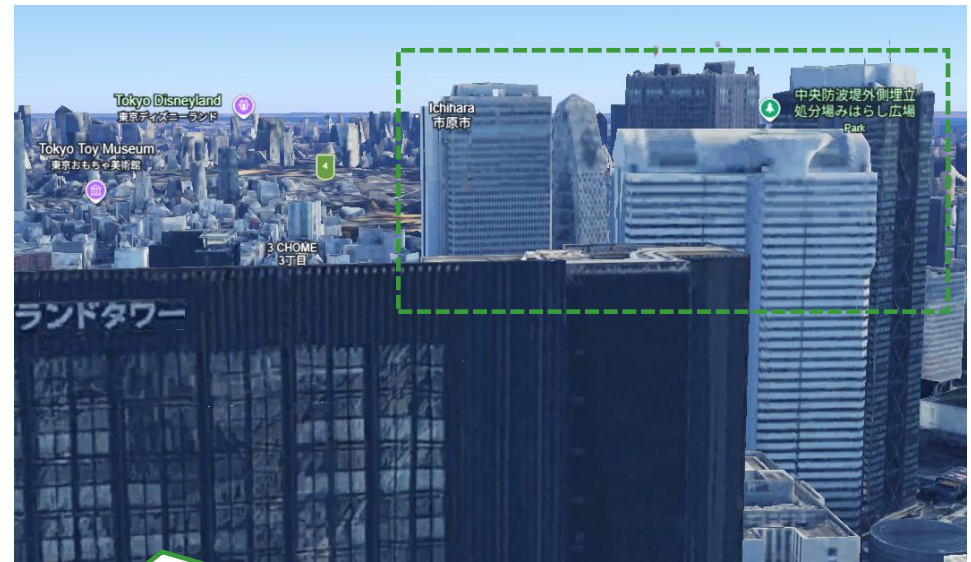 Tokyo Disneyland
東京ディズニーランド
Ichihara
市原市
中央防波堤外側埋立
処分場みはらし広場
Park
Tokyo Toy Museum
東京おもちゃ美術館
4
3 CHOME
3丁目
ランドタワー